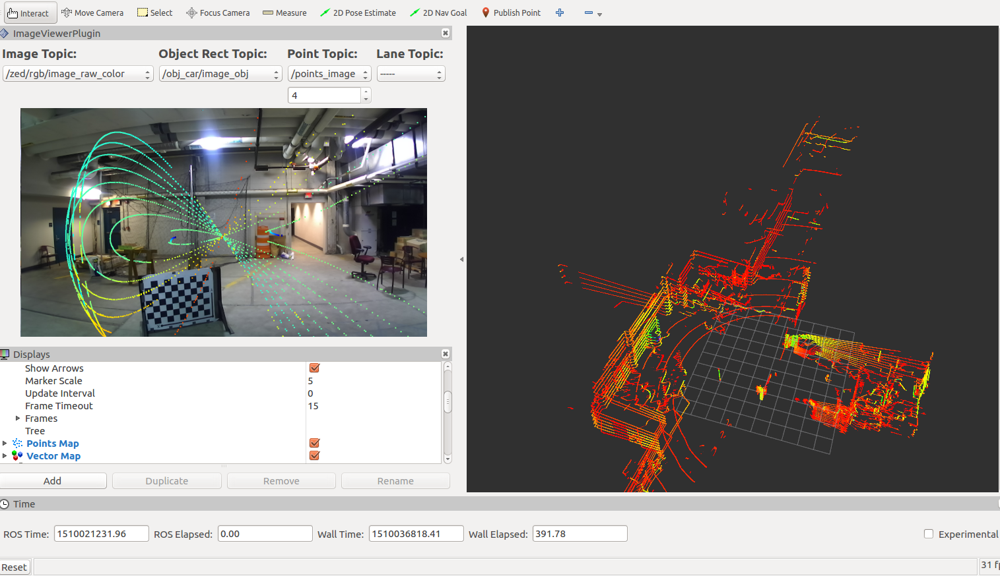 Interact Move Camera Select Focus Camera Measure 2D Pose Estimate 2D Nav Goal Publish Point
ImageViewerPlugin
Image Topic: Object Rect Topic: Point Topic: Lane Topic:
/zed/rgb/image_raw_color /obj_car/image_obj /points_image -----
4
Displays
Show Arrows
Marker Scale 5
Update Interval 0
Frame Timeout 15
Frames
Tree
Points Map
Vector Map
Add Duplicate Remove Rename
Time
ROS Time: 1510021231.96 ROS Elapsed: 0.00 Wall Time: 1510036818.41 Wall Elapsed: 391.78 Experimental
Reset 31 f